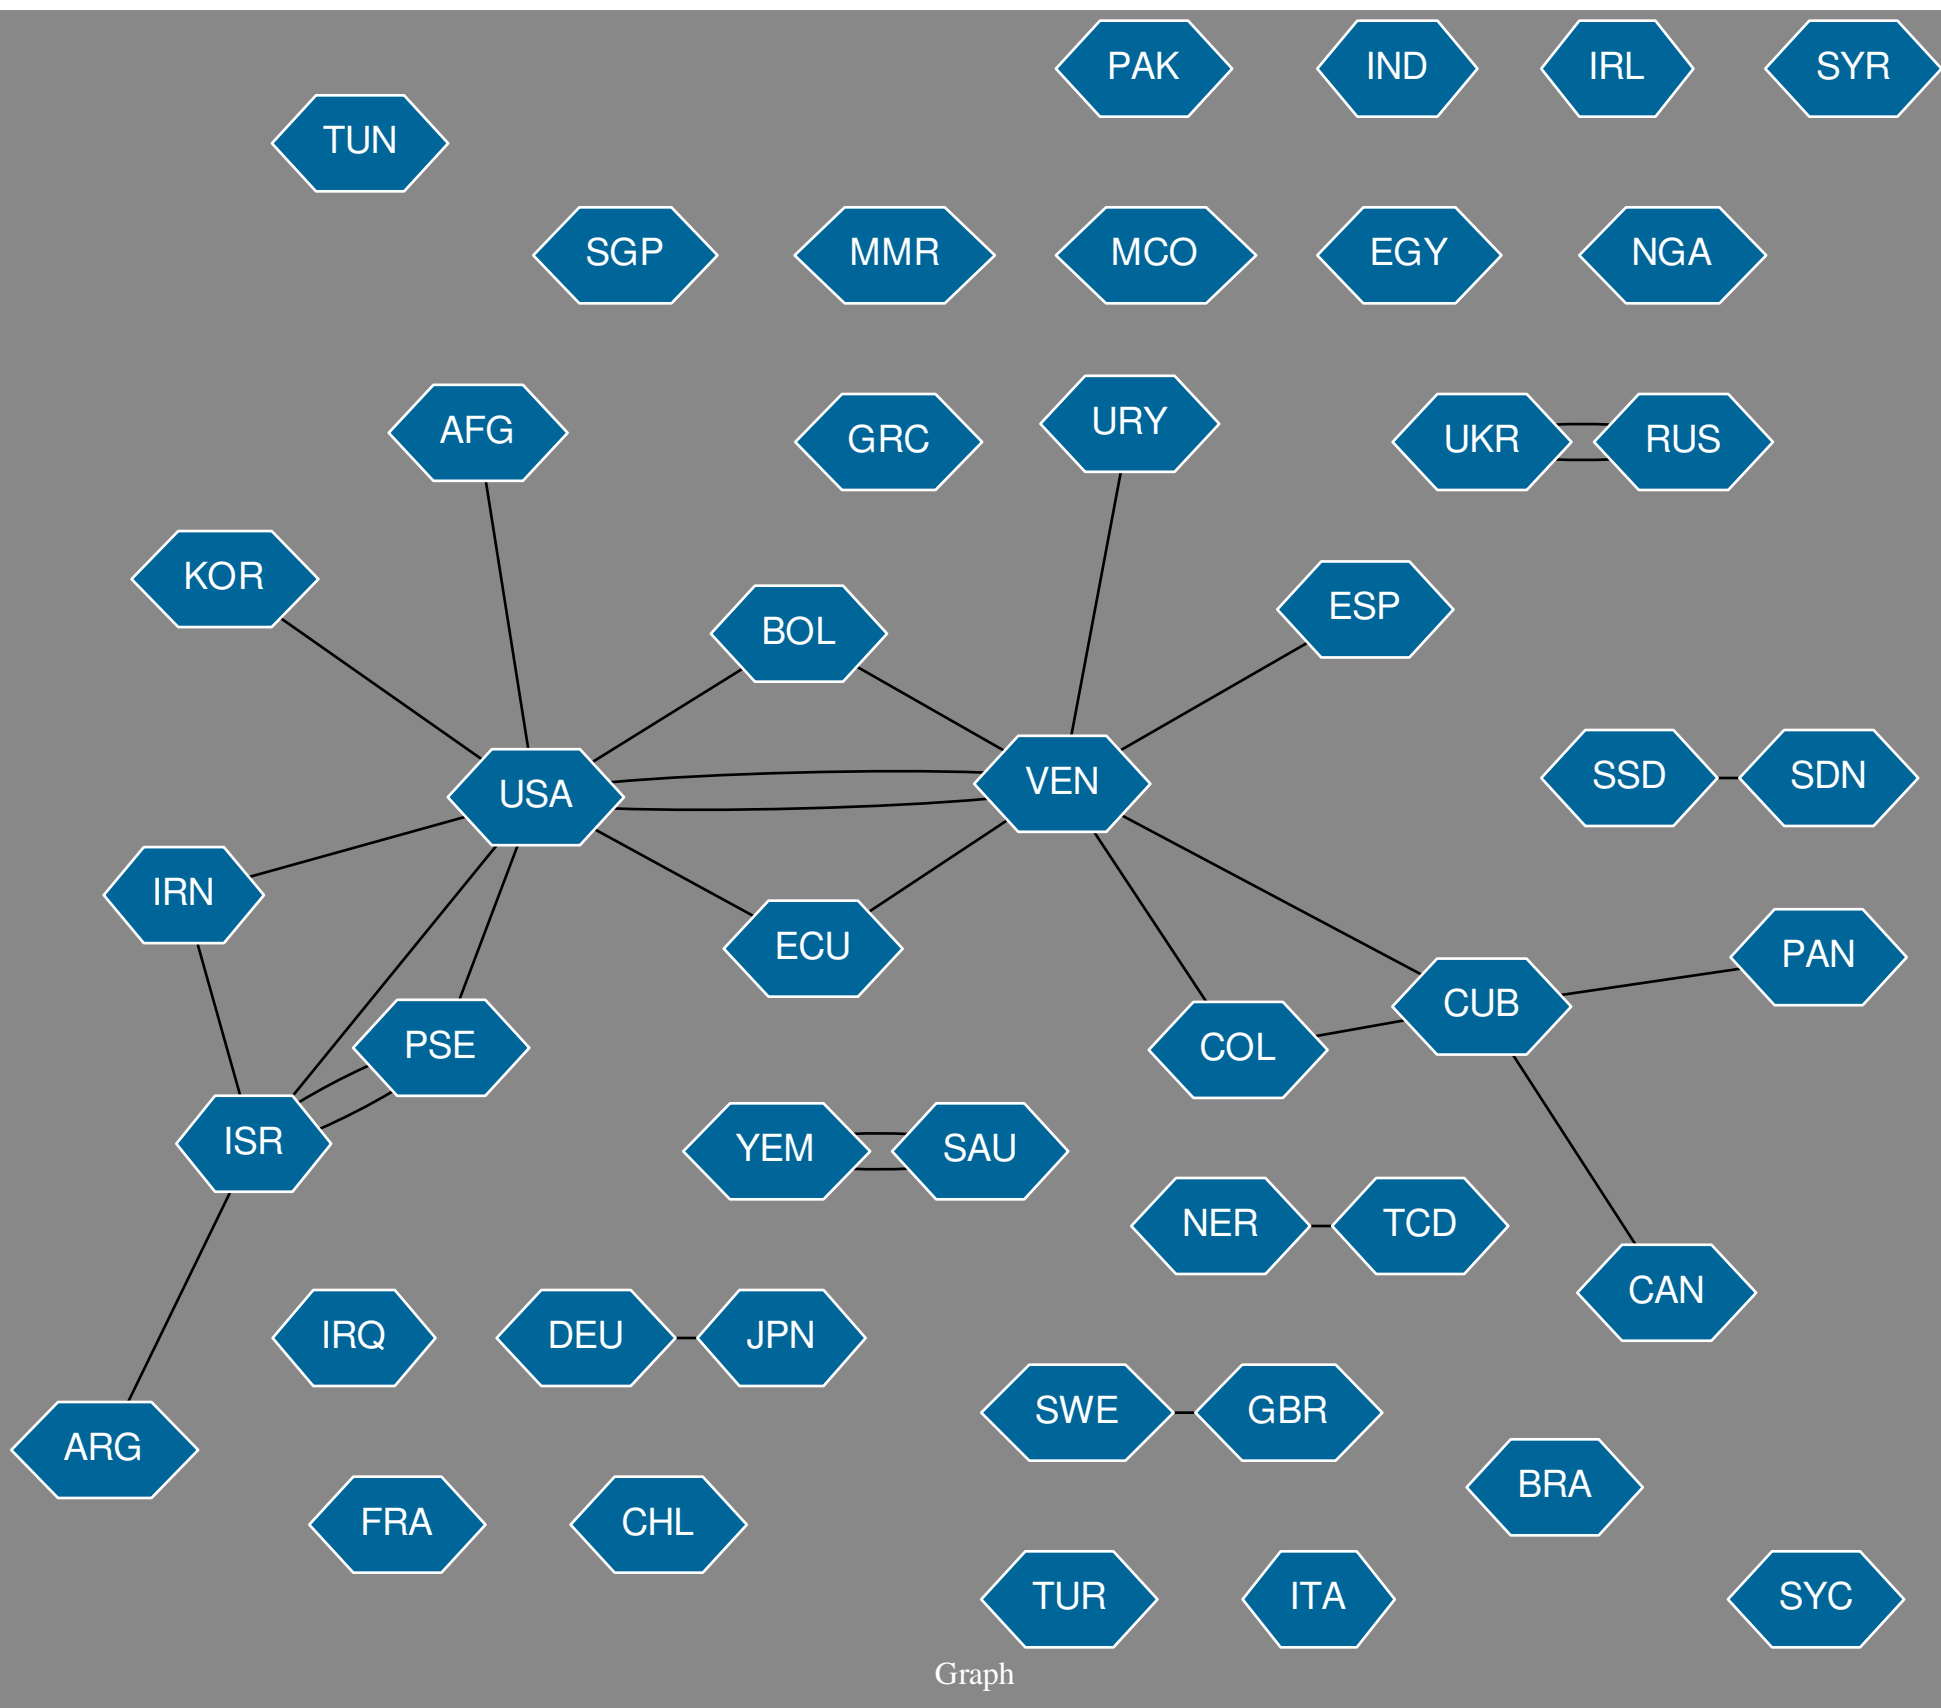 PAK
IND
IRL
SYR
TUN
SGP
MMR
MCO
EGY
NGA
AFG
GRC
URY
UKR
RUS
KOR
BOL
ESP
USA
VEN
SSD
SDN
IRN
ECU
PAN
PSE
COL
CUB
ISR
YEM
SAU
NER
TCD
CAN
IRQ
DEU
JPN
SWE
GBR
ARG
BRA
FRA
CHL
TUR
ITA
SYC
Graph